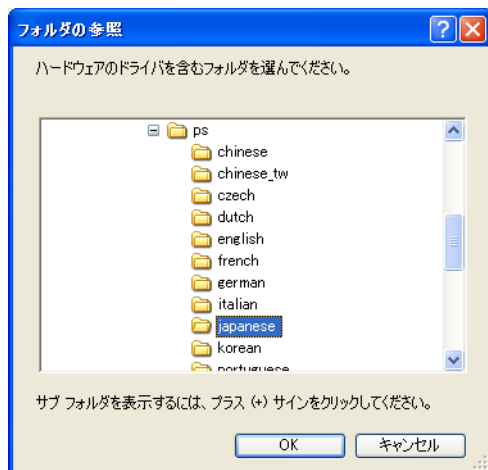 フォルダの参照
ハードウェアのドライバを含むフォルダを選んでください。
ps
chinese
chinese_tw
czech
dutch
english
french
german
italian
japanese
korean
portuguese
サブ フォルダを表示するには、プラス (+) サインをクリックしてください。
OK
キャンセル